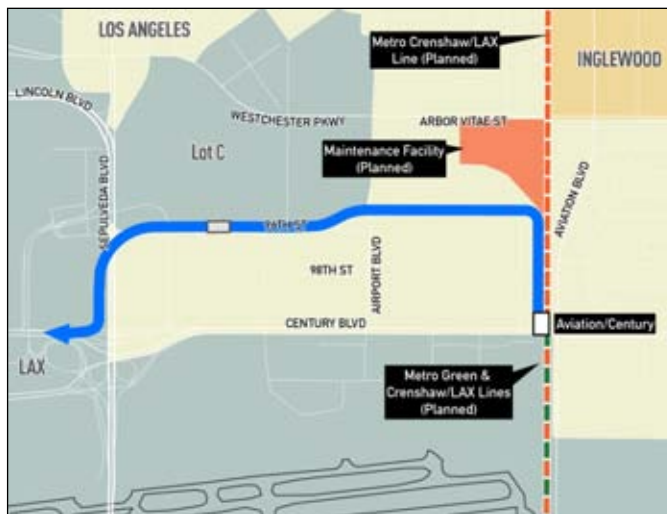 LOS ANGELES
Metro Crenshaw/LAX
Line (Planned)
INGLEWOOD
LINCOLN BLVD
WESTCHESTER PKWY
ARBOR VITAE ST
Lot C
Maintenance Facility
(Planned)
SEPULVEDA BLVD
AVIATION BLVD
96TH ST
98TH ST
AIRPORT BLVD
CENTURY BLVD
Aviation/Century
LAX
Metro Green &
Crenshaw/LAX Lines
(Planned)